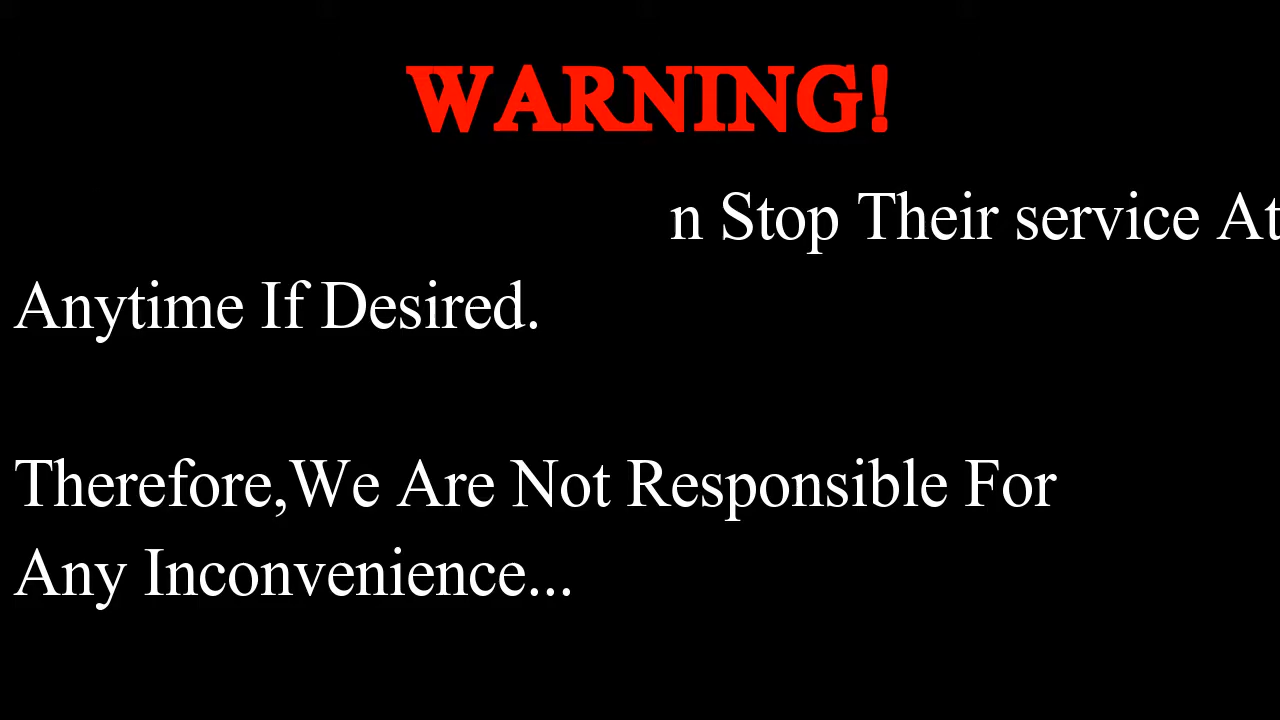 WARNING!
n Stop Their service At
Anytime If Desired.
Therefore,We Are Not Responsible For
Any Inconvenience...